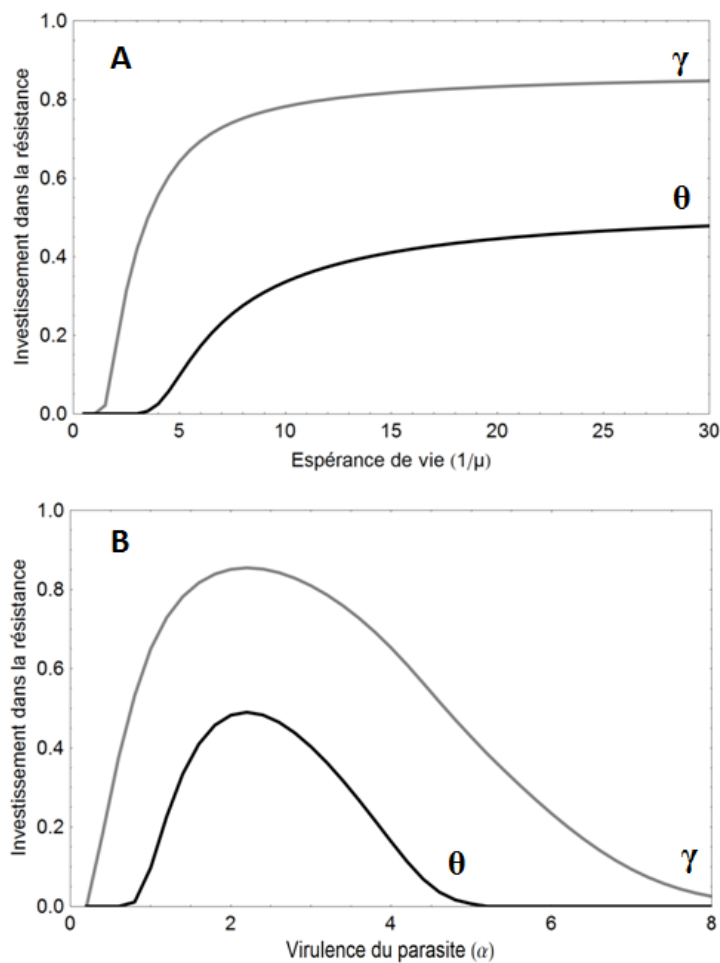 1.0
A
γ
0.8
0.6
θ
0.4
0.2
0.0
0 5 10 15 20 25 30
Investissement dans la résistance
Espérance de vie (1/μ)
1.0
B
0.8
0.6
0.4
0.2
θ
γ
0.0
0 2 4 6 8
Investissement dans la résistance
Virulence du parasite (α)